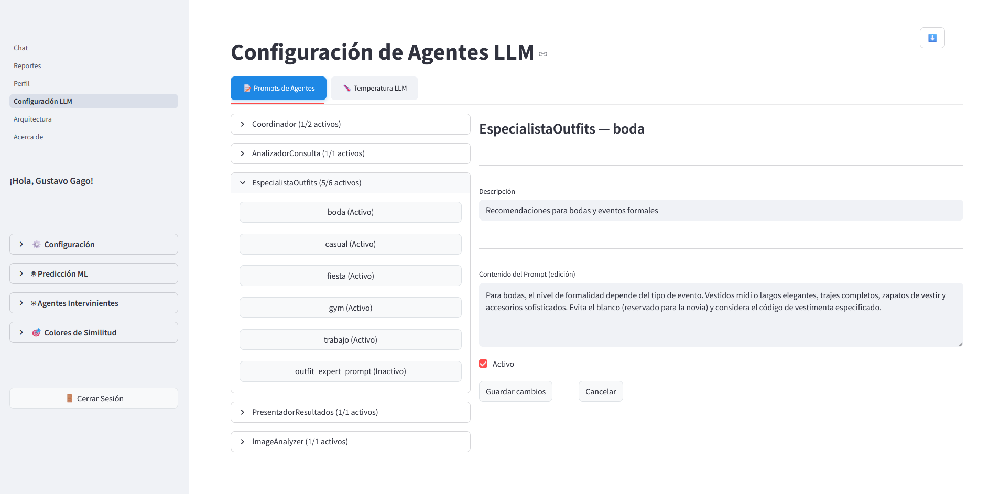 Chat
Reportes
Perfil
Configuración LLM
Arquitectura
Acerca de
¡Hola, Gustavo Gago!
Configuración
Predicción ML
Agentes Intervinientes
Colores de Similitud
Cerrar Sesión
Configuración de Agentes LLM
Prompts de Agentes
Temperatura LLM
Coordinador (1/2 activos)
AnalizadorConsulta (1/1 activos)
EspecialistaOutfits (5/6 activos)
boda (Activo)
casual (Activo)
fiesta (Activo)
gym (Activo)
trabajo (Activo)
outfit_expert_prompt (Inactivo)
PresentadorResultados (1/1 activos)
ImageAnalyzer (1/1 activos)
EspecialistaOutfits — boda
Descripción
Recomendaciones para bodas y eventos formales
Contenido del Prompt (edición)
Para bodas, el nivel de formalidad depende del tipo de evento. Vestidos midi o largos elegantes, trajes completos, zapatos de vestir y
accesorios sofisticados. Evita el blanco (reservado para la novia) y considera el código de vestimenta especificado.
Activo
Guardar cambios
Cancelar